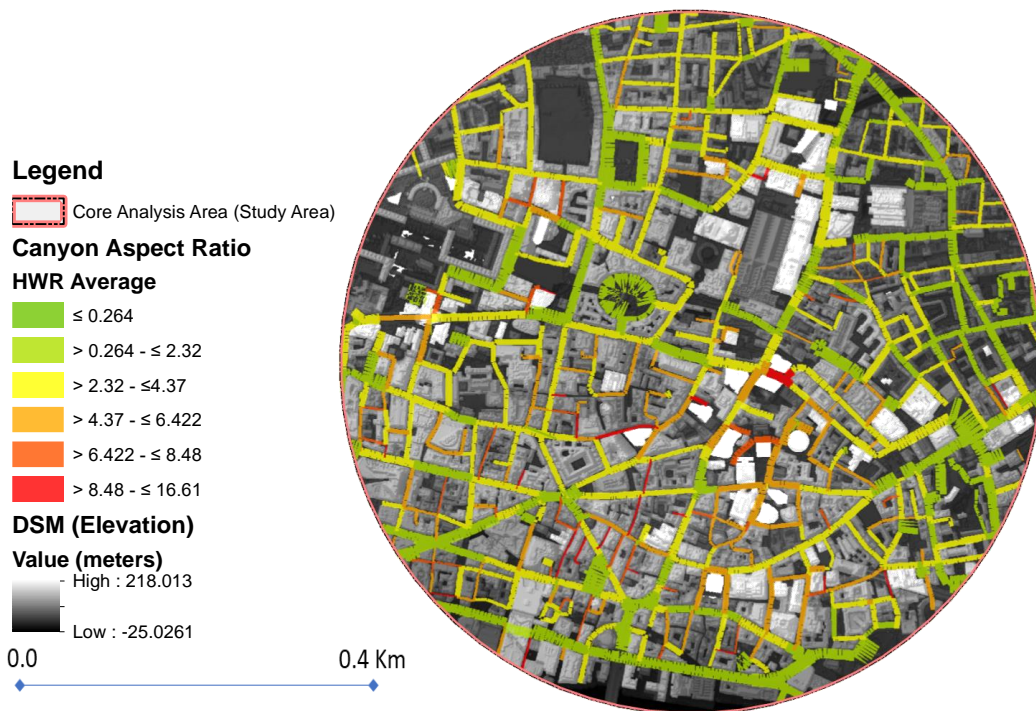 Legend
Core Analysis Area (Study Area)
Canyon Aspect Ratio
HWR Average
≤ 0.264
> 0.264 - ≤ 2.32
> 2.32 - ≤4.37
> 4.37 - ≤ 6.422
> 6.422 - ≤ 8.48
> 8.48 - ≤ 16.61
DSM (Elevation)
Value (meters)
High : 218.013
Low : -25.0261
0.0 0.4 Km